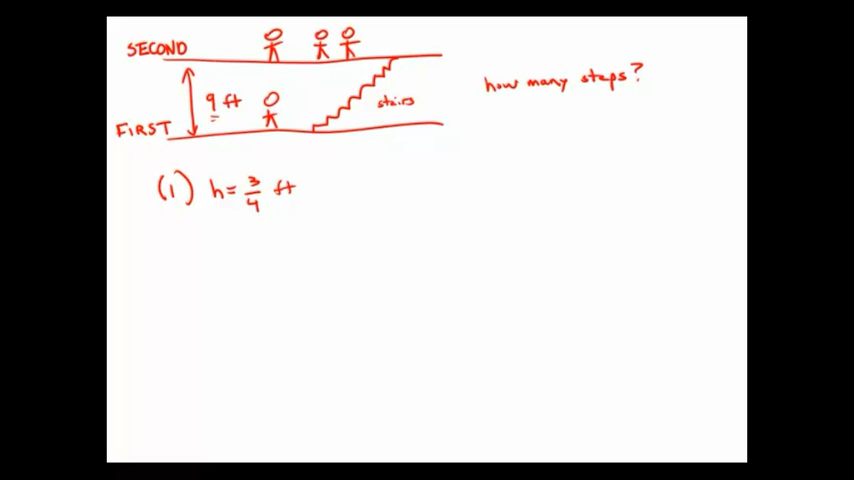 SECOND
how many steps?
9 ft
stairs
FIRST
(1) h = 3/4 ft